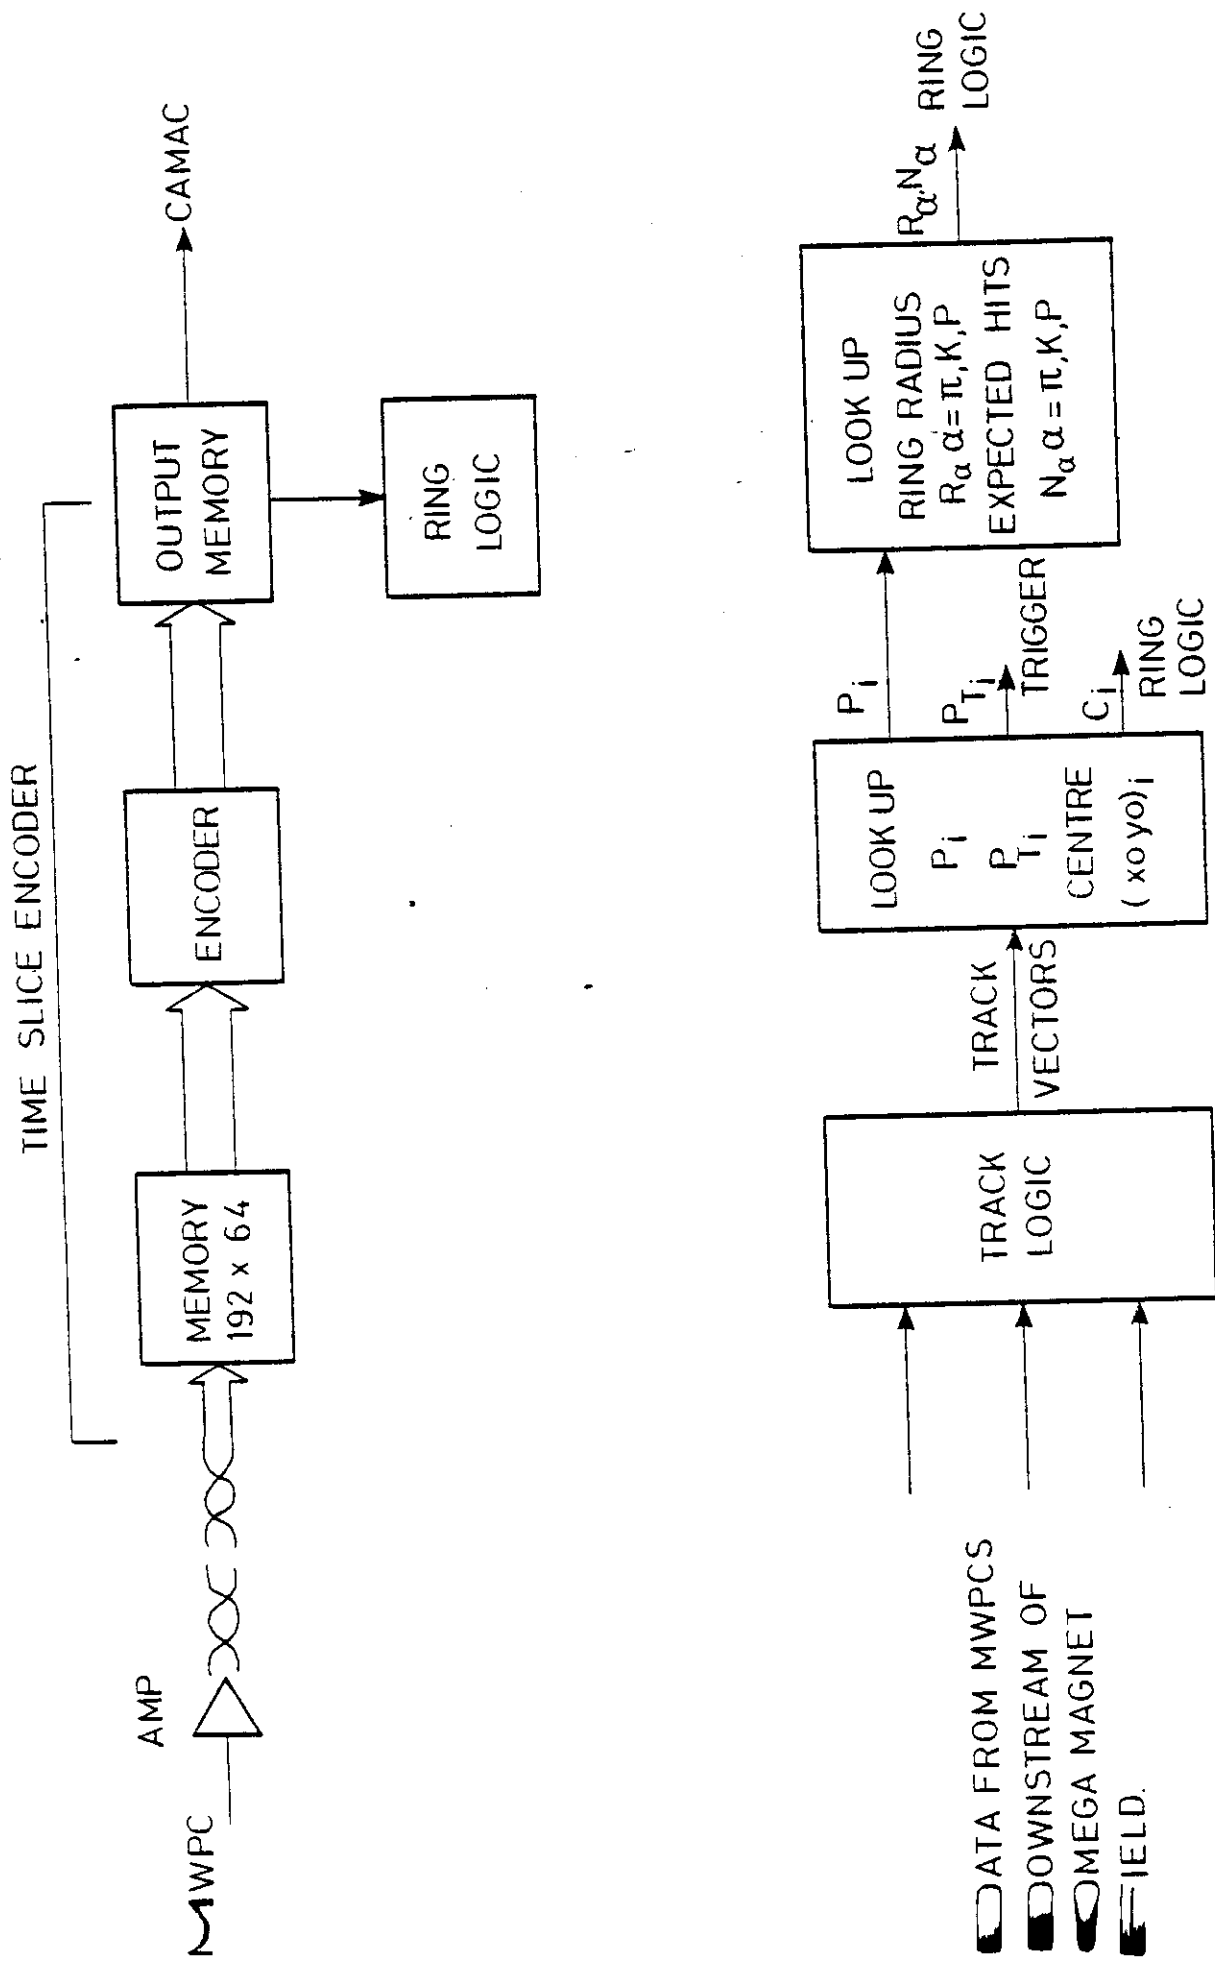 TIME SLICE ENCODER
MWPC
AMP
MEMORY
192 x 64
ENCODER
OUTPUT
MEMORY
CAMAC
RING
LOGIC
DATA FROM MWPCS
DOWNSTREAM OF
OMEGA MAGNET
FIELD.
TRACK
LOGIC
TRACK
VECTORS
LOOK UP
Pi
PTi
CENTRE
(xoyo)i
Pi
PTi
TRIGGER
Ci
RING
LOGIC
LOOK UP
RING RADIUS
Rα α=π,K,P
EXPECTED HITS
Nα α=π,K,P
Rα,Nα
RING
LOGIC